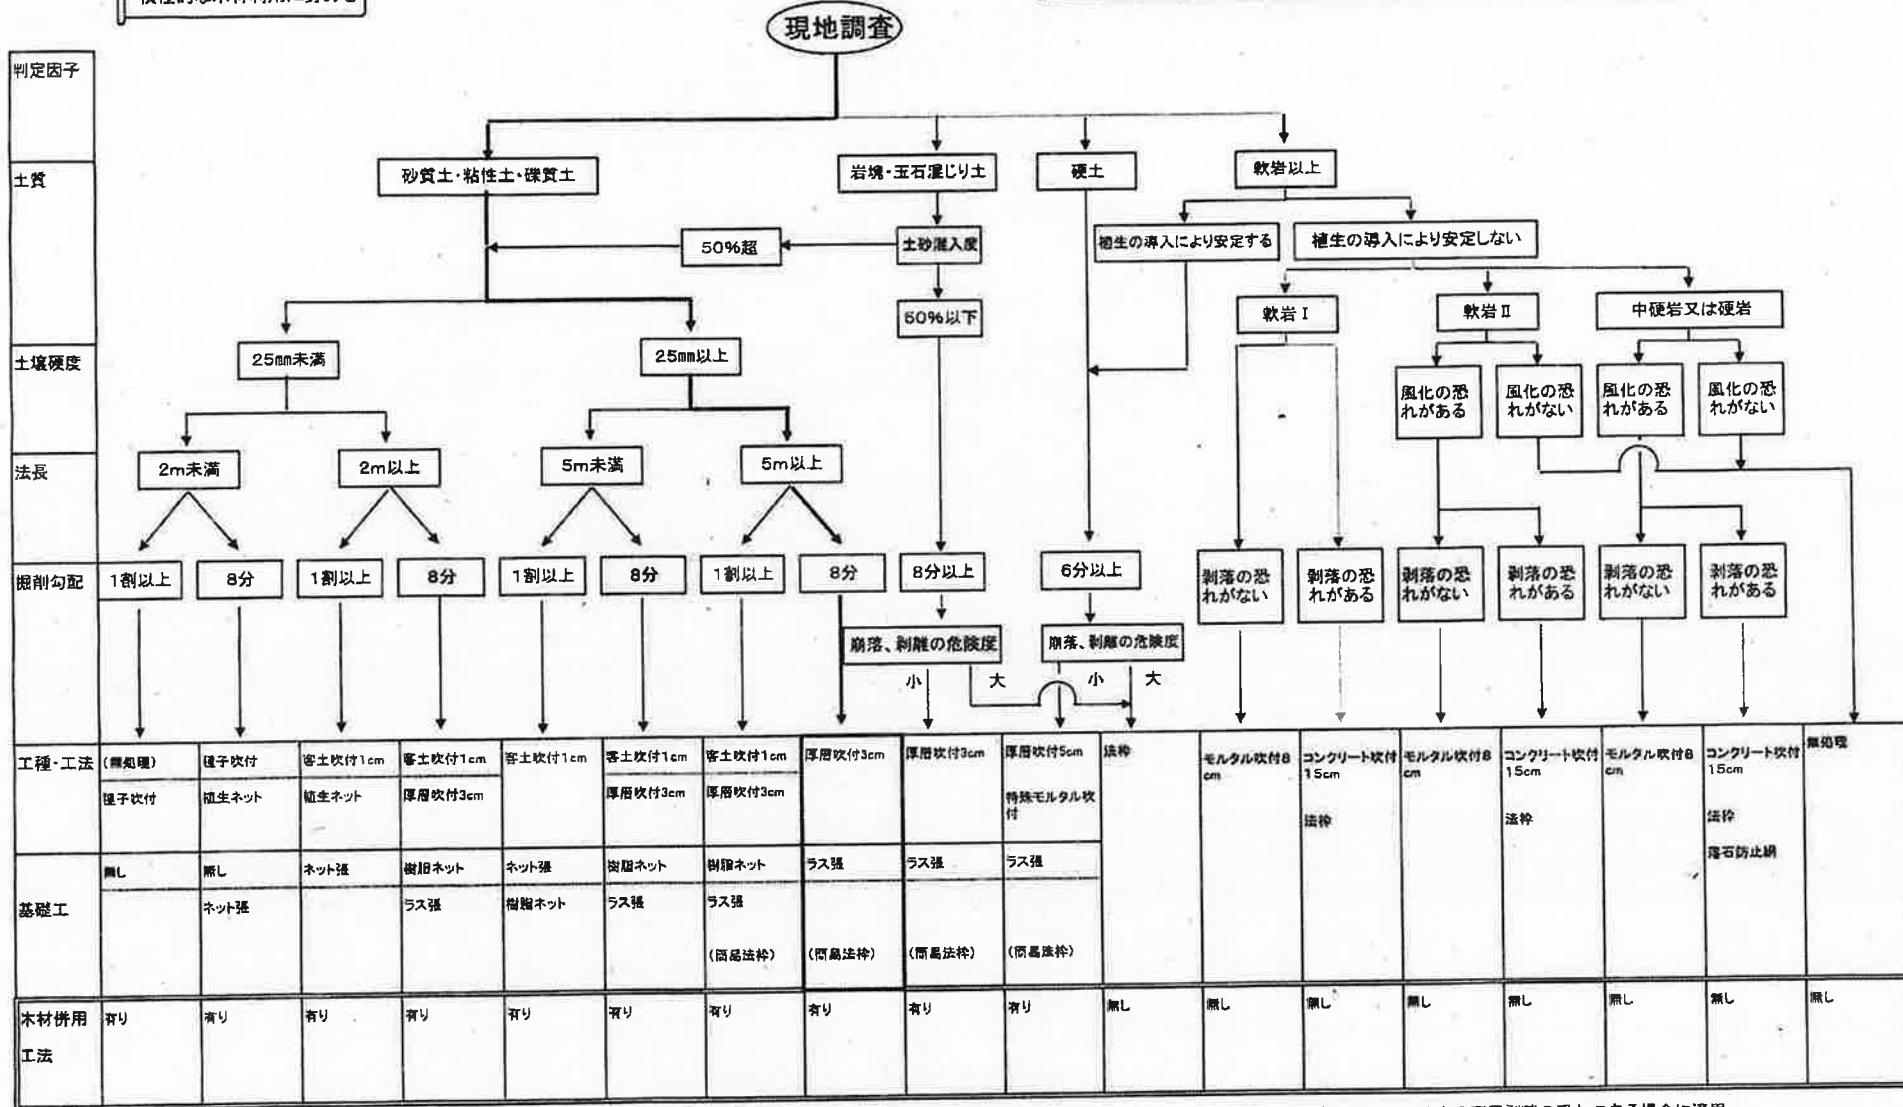 現地調査
判定因子
砂質土・粘性土・礫質土
岩塊・玉石混じり土
硬土
軟岩以上
土質
50%超
土砂混入度
植生の導入により安定する
植生の導入により安定しない
50%以下
軟岩Ⅰ
軟岩Ⅱ
中硬岩又は硬岩
土壌硬度
25mm未満
25mm以上
風化の恐
れがある
風化の恐
れがない
風化の恐
れがある
風化の恐
れがない
法長
2m未満
2m以上
5m未満
5m以上
掘削勾配
1割以上
8分
1割以上
8分
1割以上
8分
1割以上
8分
8分以上
6分以上
剥落の恐
れがない
剥落の恐
れがある
剥落の恐
れがない
剥落の恐
れがある
剥落の恐
れがない
剥落の恐
れがある
崩落、剥離の危険度
崩落、剥離の危険度
小
大
小
大
工種・工法
(無処理)
種子吹付
種子吹付
植生ネット
客土吹付1cm
植生ネット
客土吹付1cm
厚層吹付3cm
客土吹付1cm
客土吹付1cm
厚層吹付3cm
客土吹付1cm
厚層吹付3cm
厚層吹付3cm
厚層吹付3cm
厚層吹付5cm
特殊モルタル吹
付
法枠
モルタル吹付8
cm
コンクリート吹付
15cm
法枠
モルタル吹付8
cm
コンクリート吹付
15cm
法枠
モルタル吹付8
cm
コンクリート吹付
15cm
法枠
落石防止網
無処理
基礎工
無し
無し
ネット張
ネット張
樹脂ネット
ラス張
ネット張
樹脂ネット
樹脂ネット
ラス張
樹脂ネット
ラス張
(簡易法枠)
ラス張
(簡易法枠)
ラス張
(簡易法枠)
ラス張
(簡易法枠)
木材併用
工法
有り
有り
有り
有り
有り
有り
有り
有り
有り
有り
無し
無し
無し
無し
無し
無し
無し
無し